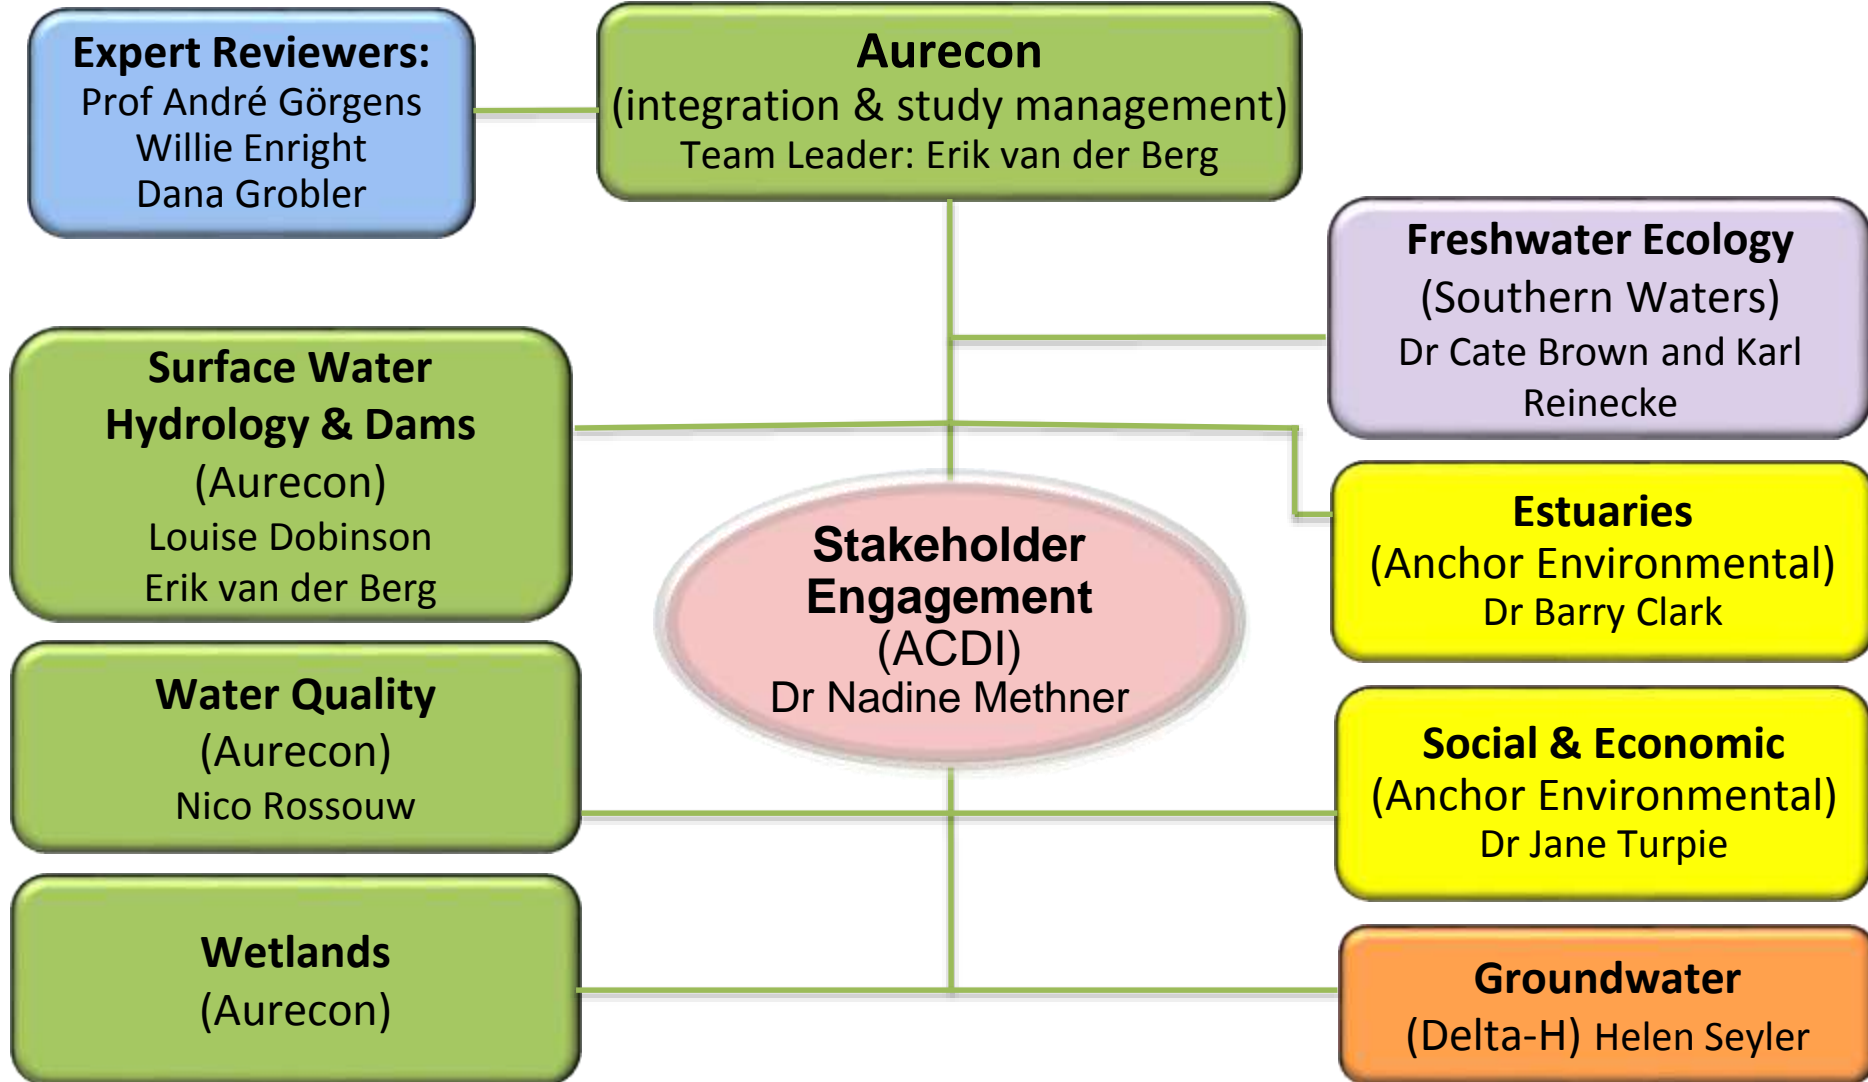 Expert Reviewers:
Prof André Görgens
Willie Enright
Dana Grobler
Aurecon
(integration & study management)
Team Leader: Erik van der Berg
Freshwater Ecology
(Southern Waters)
Dr Cate Brown and Karl
Reinecke
Surface Water
Hydrology & Dams
(Aurecon)
Louise Dobinson
Erik van der Berg
Stakeholder
Engagement
(ACDI)
Dr Nadine Methner
Estuaries
(Anchor Environmental)
Dr Barry Clark
Water Quality
(Aurecon)
Nico Rossouw
Social & Economic
(Anchor Environmental)
Dr Jane Turpie
Wetlands
(Aurecon)
Groundwater
(Delta-H) Helen Seyler